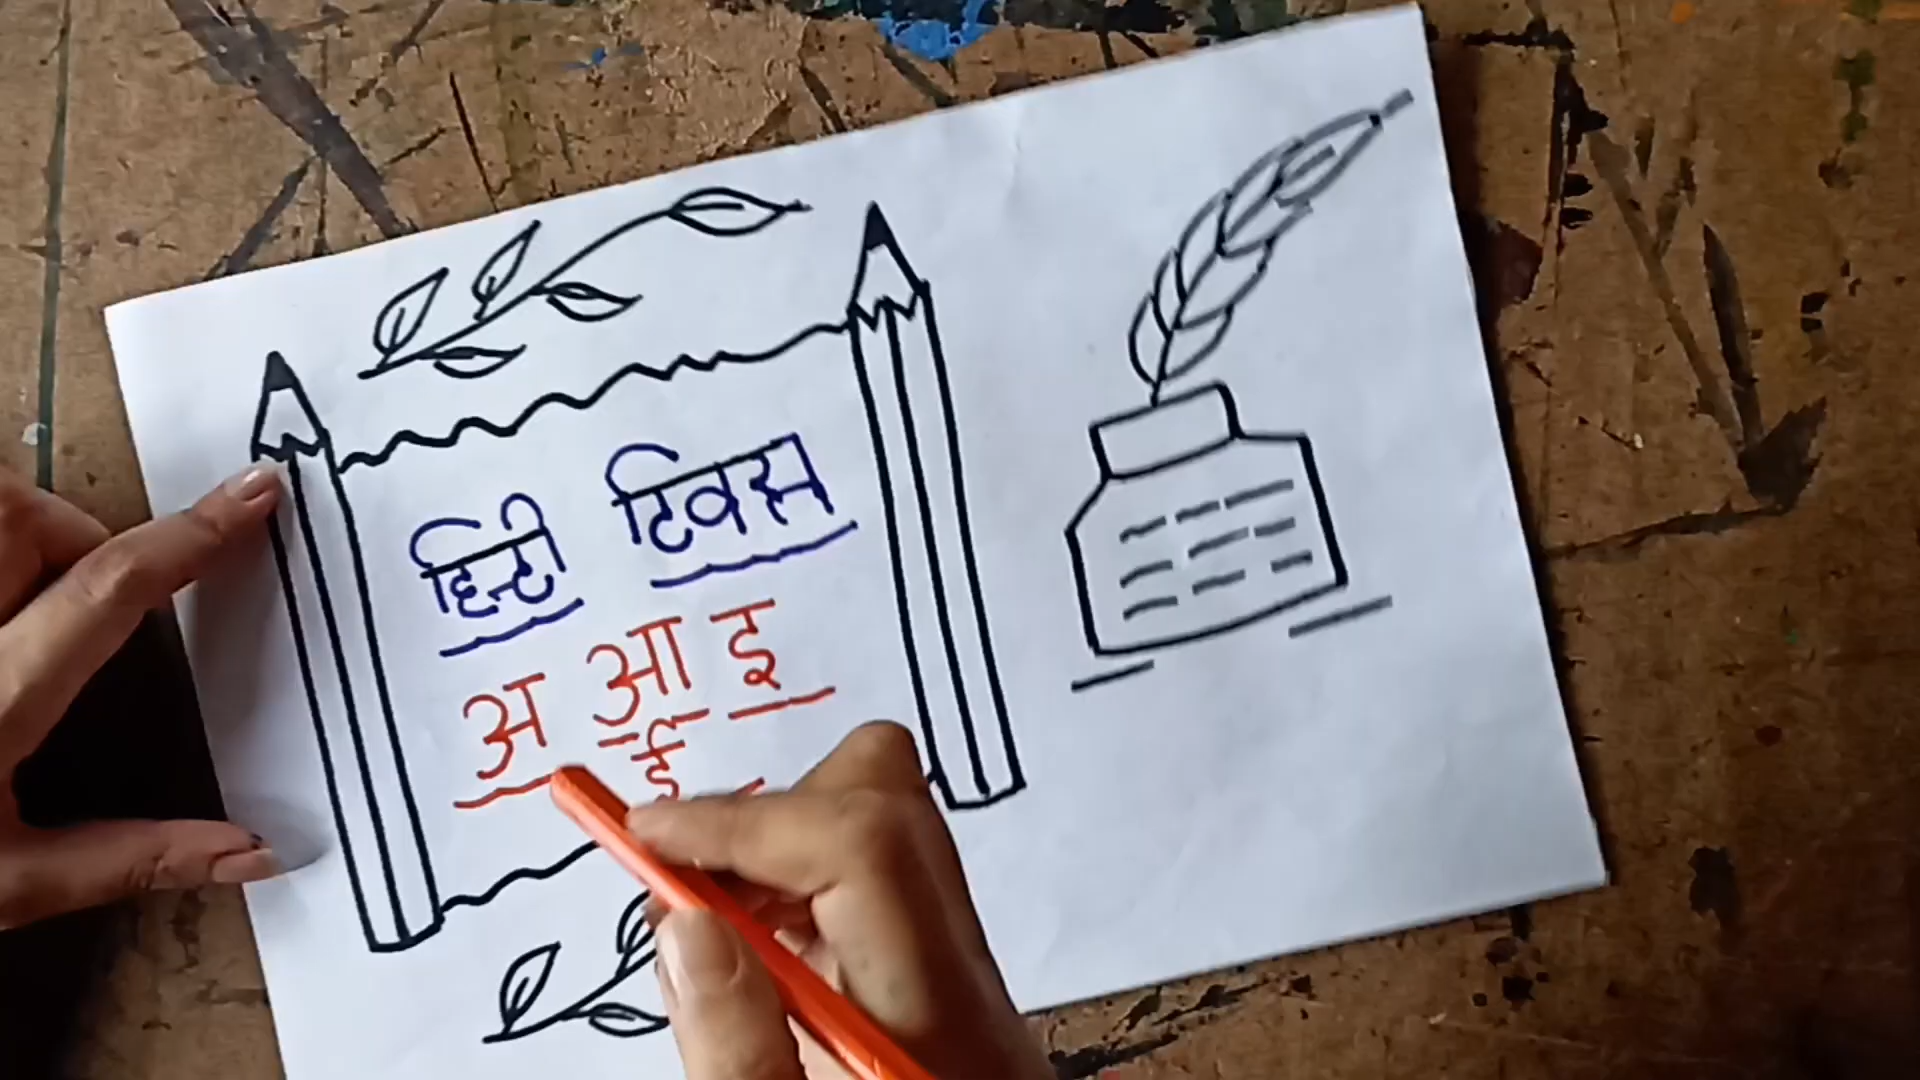 हिन्दी दिवस
अ आ इ
ई